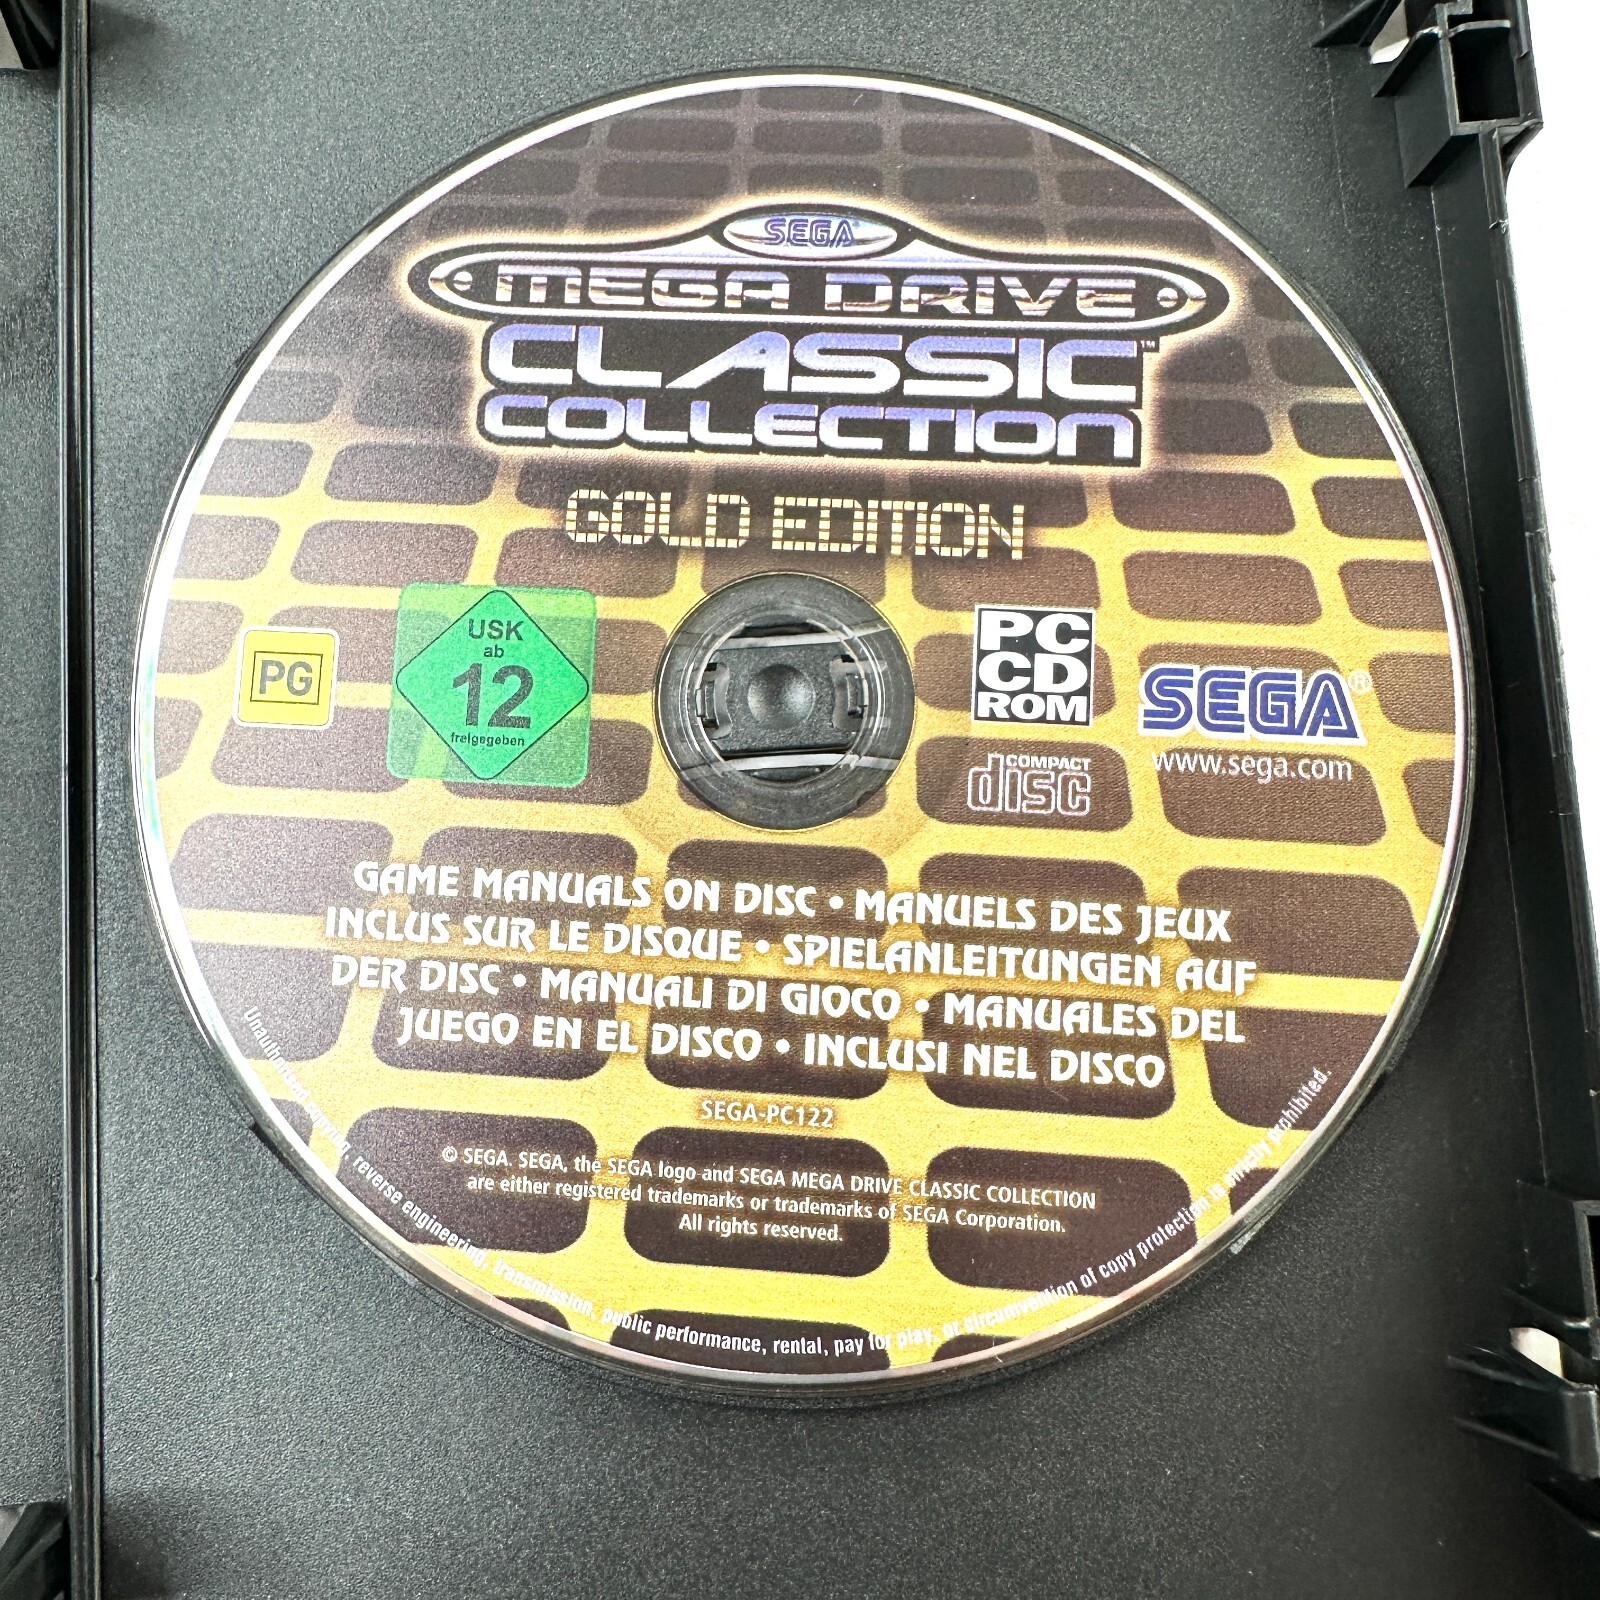 SEGA
MEGA DRIVE
CLASSIC™
COLLECTION
GOLD EDITION
PG
USK
ab
12
freigegeben
PC
CD
ROM
COMPACT
disc
SEGA®
www.sega.com
GAME MANUALS ON DISC • MANUELS DES JEUX
INCLUS SUR LE DISQUE • SPIELANLEITUNGEN AUF
DER DISC • MANUALI DI GIOCO • MANUALES DEL
JUEGO EN EL DISCO • INCLUSI NEL DISCO
SEGA-PC122
© SEGA. SEGA, the SEGA logo and SEGA MEGA DRIVE CLASSIC COLLECTION
are either registered trademarks or trademarks of SEGA Corporation.
All rights reserved.
Unauthorised copying, reverse engineering, transmission, public performance, rental, pay for play, or circumvention of copy protection is strictly prohibited.